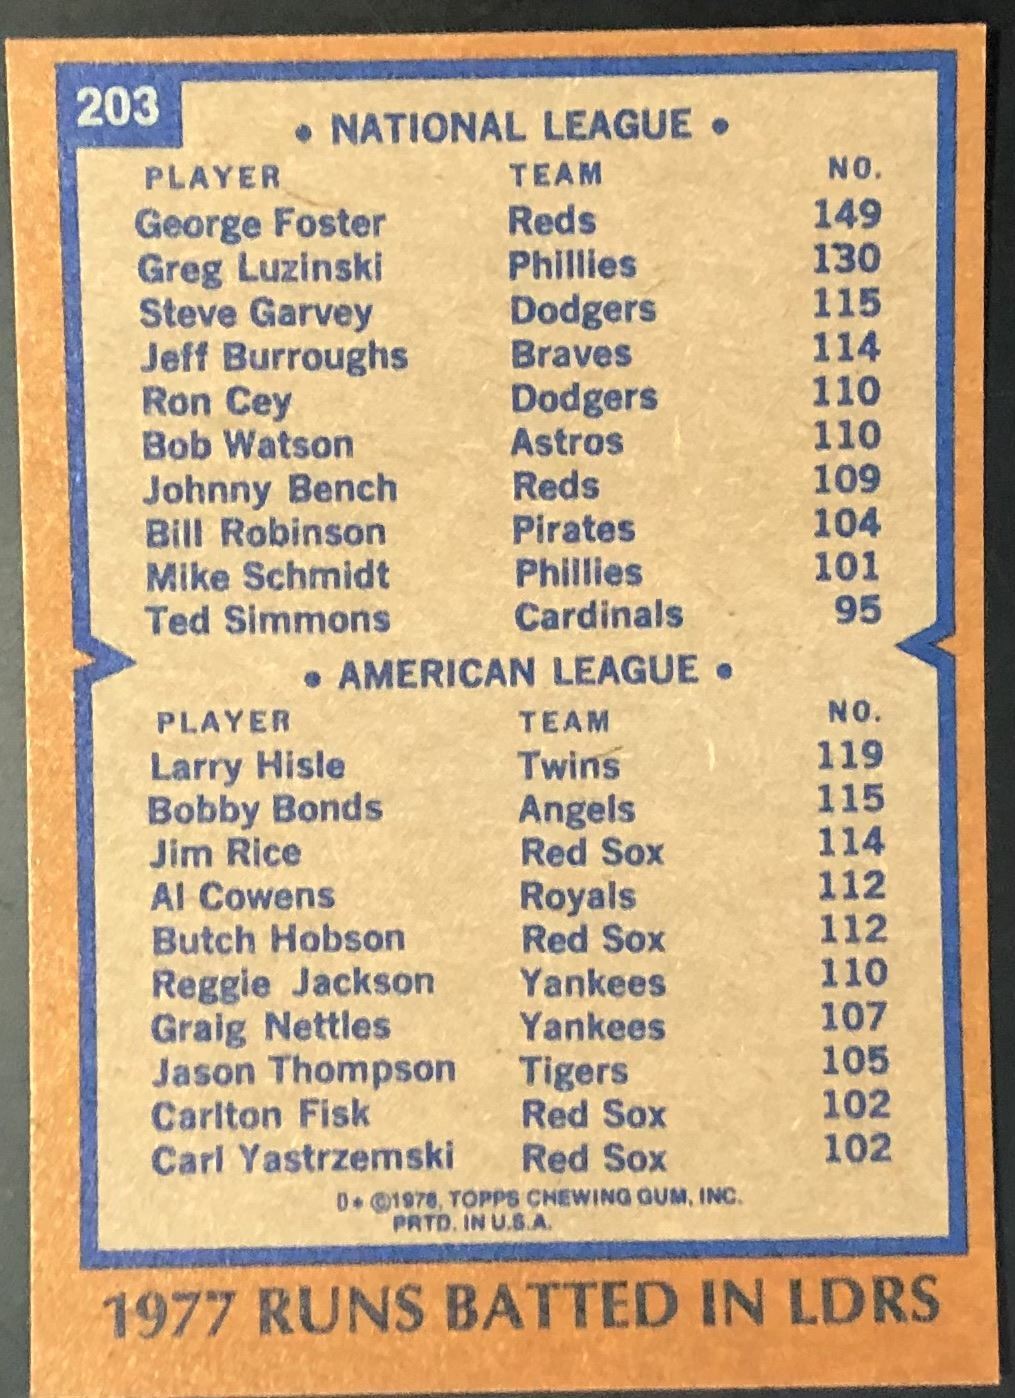 203
• NATIONAL LEAGUE •
PLAYER TEAM NO.
George Foster Reds 149
Greg Luzinski Phillies 130
Steve Garvey Dodgers 115
Jeff Burroughs Braves 114
Ron Cey Dodgers 110
Bob Watson Astros 110
Johnny Bench Reds 109
Bill Robinson Pirates 104
Mike Schmidt Phillies 101
Ted Simmons Cardinals 95
• AMERICAN LEAGUE •
PLAYER TEAM NO.
Larry Hisle Twins 119
Bobby Bonds Angels 115
Jim Rice Red Sox 114
Al Cowens Royals 112
Butch Hobson Red Sox 112
Reggie Jackson Yankees 110
Graig Nettles Yankees 107
Jason Thompson Tigers 105
Carlton Fisk Red Sox 102
Carl Yastrzemski Red Sox 102
D* ©1978, TOPPS CHEWING GUM, INC.
PRTD. IN U.S.A.
1977 RUNS BATTED IN LDRS